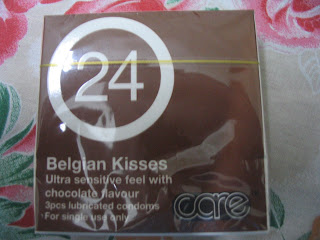 24
Belgian Kisses
Ultra sensitive feel with
chocolate flavour
3pcs lubricated condoms
For single use only
care